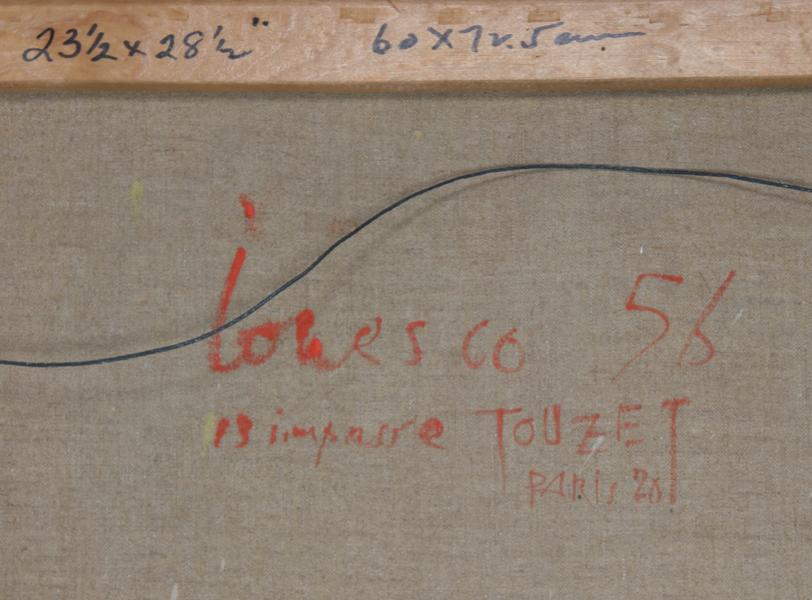 23½ x 28½" 60 X 72.5 cm
ionesco 56
13 impasse TOUZET
PARIS 20